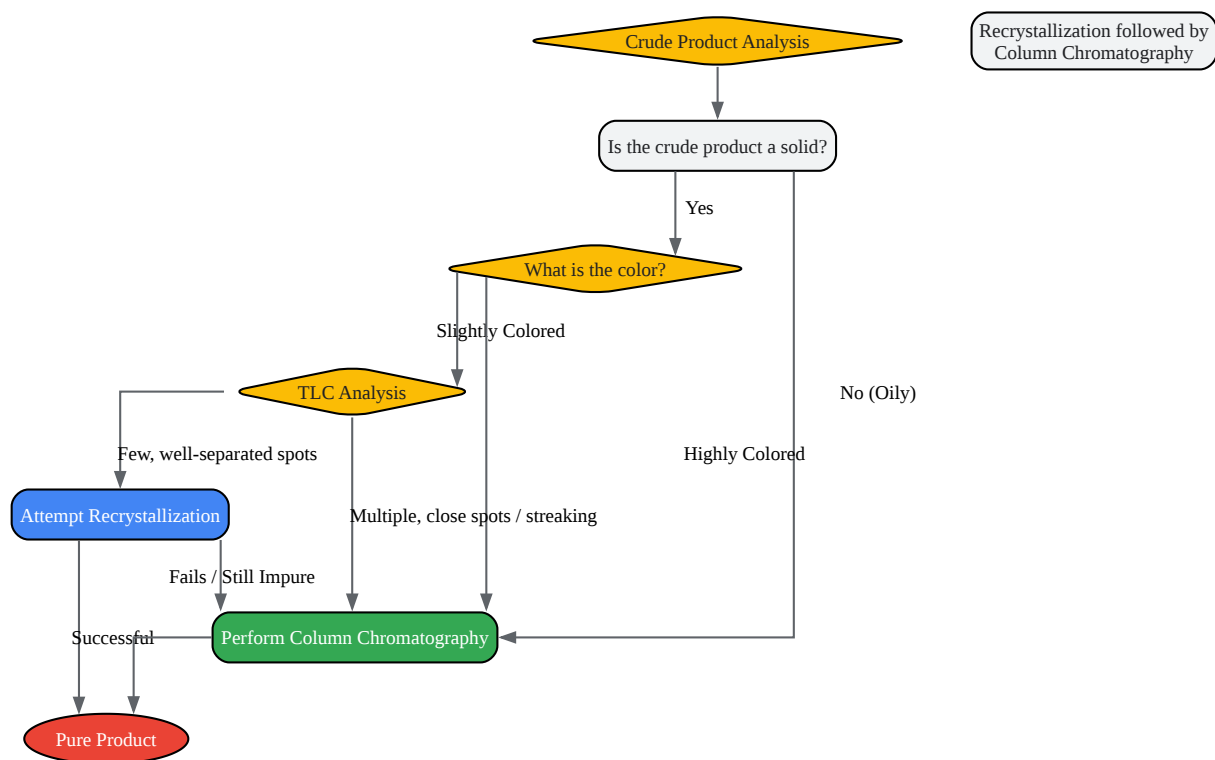 Crude Product Analysis
Recrystallization followed by
Column Chromatography
Is the crude product a solid?
Yes
What is the color?
Slightly Colored
TLC Analysis
No (Oily)
Few, well-separated spots
Highly Colored
Attempt Recrystallization
Multiple, close spots / streaking
Fails / Still Impure
Successful
Perform Column Chromatography
Pure Product